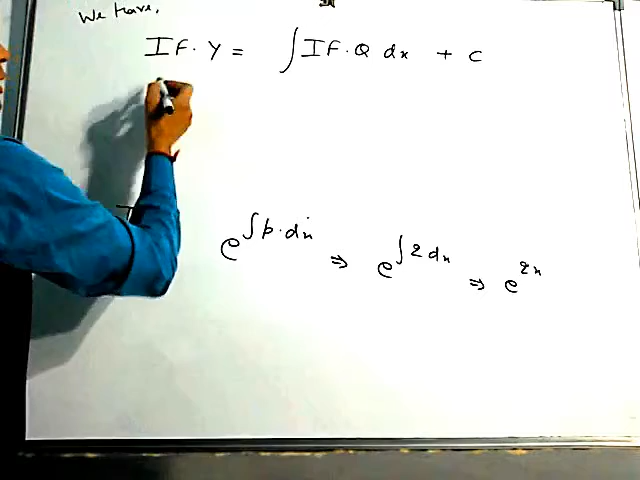 We have,
IF. Y = ∫IF. Q dx + c
e^∫p.dx ⇒ e^∫2dx ⇒ e^2x